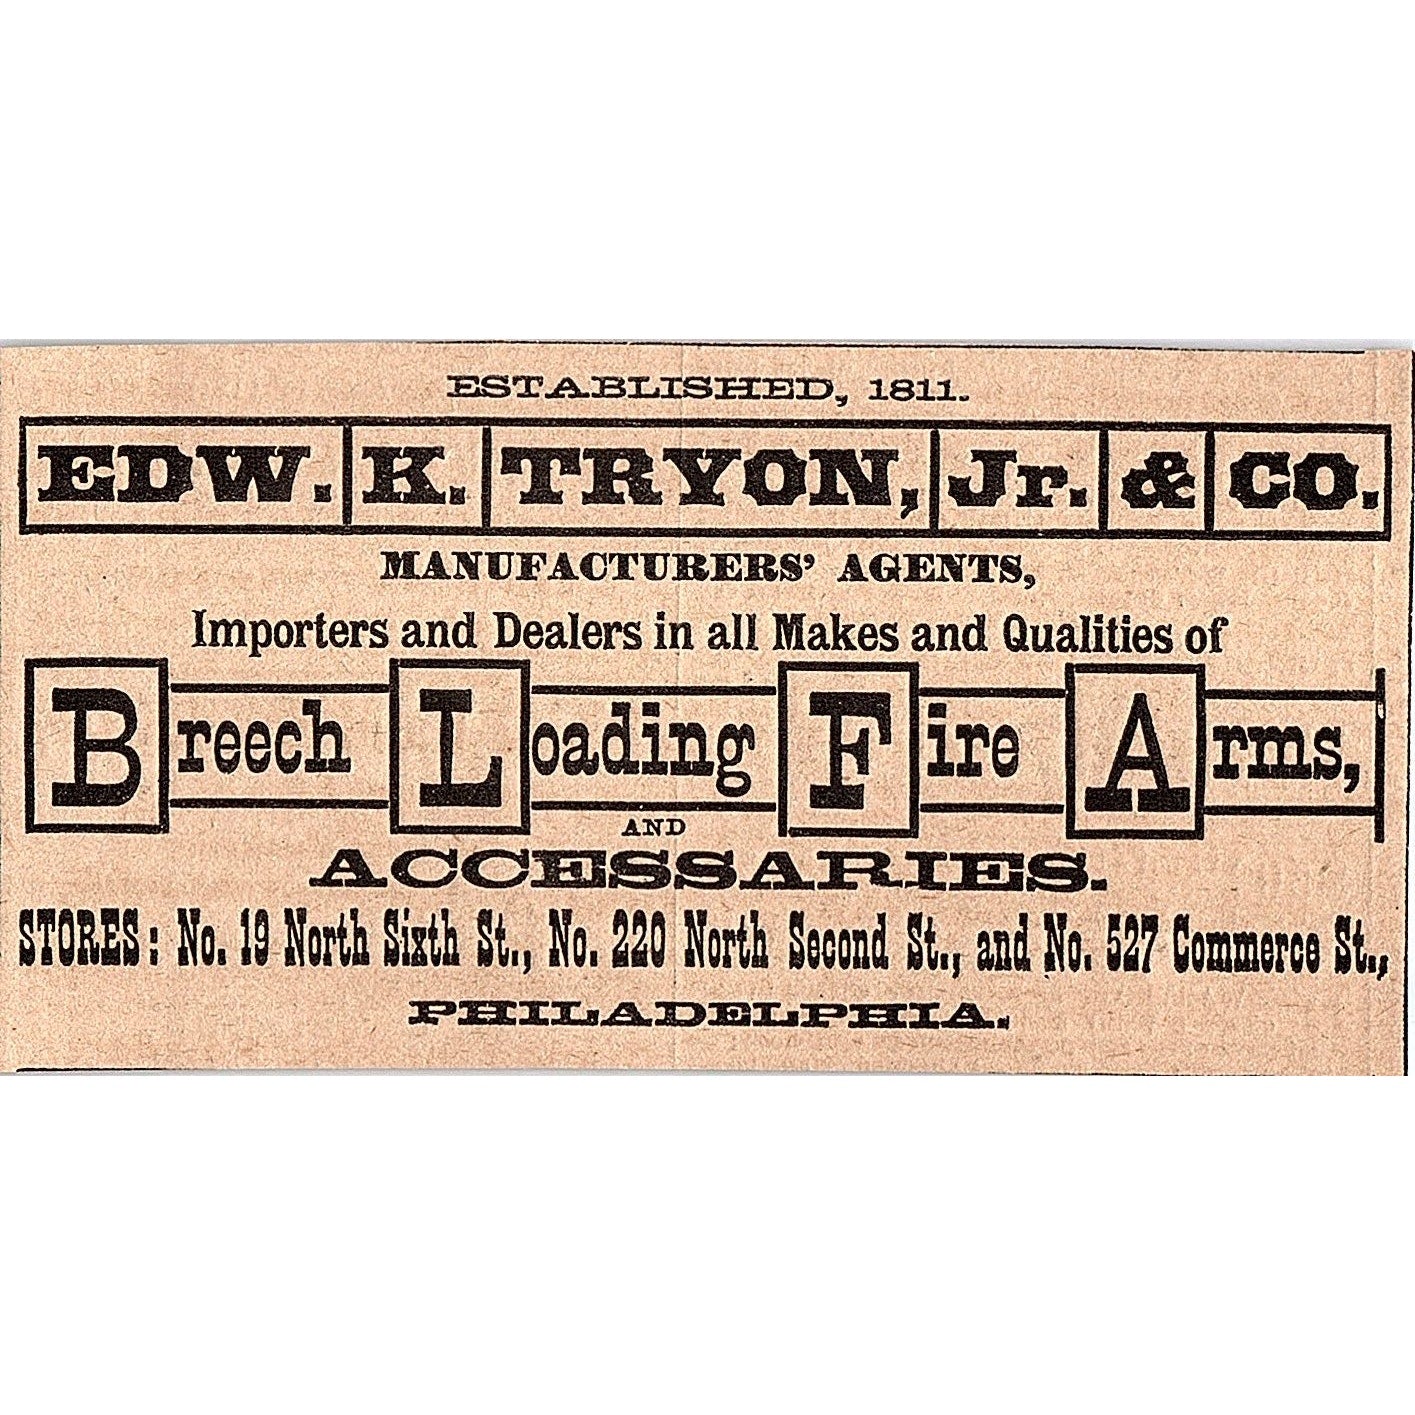 ESTABLISHED, 1811.
EDW. K. TRYON, Jr. & CO.
MANUFACTURERS' AGENTS,
Importers and Dealers in all Makes and Qualities of
Breech Loading Fire Arms,
AND
ACCESSARIES.
STORES: No. 19 North Sixth St., No. 220 North Second St., and No. 527 Commerce St.,
PHILADELPHIA.